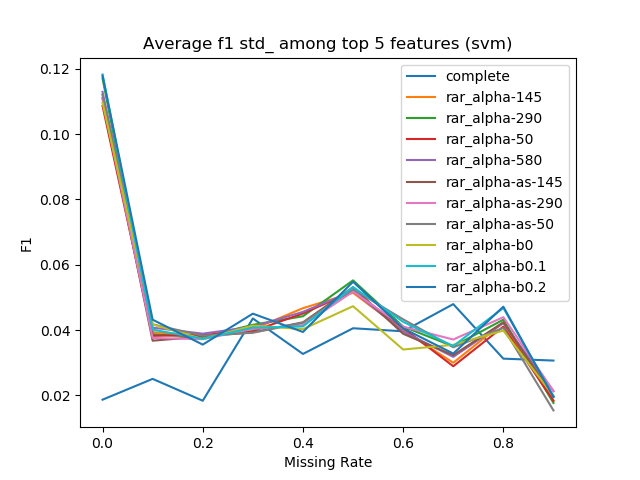 Average f1 std_ among top 5 features (svm)
0.12
0.10
0.08
0.06
0.04
0.02
F1
0.0
0.2
0.4
0.6
0.8
Missing Rate
complete
rar_alpha-145
rar_alpha-290
rar_alpha-50
rar_alpha-580
rar_alpha-as-145
rar_alpha-as-290
rar_alpha-as-50
rar_alpha-b0
rar_alpha-b0.1
rar_alpha-b0.2